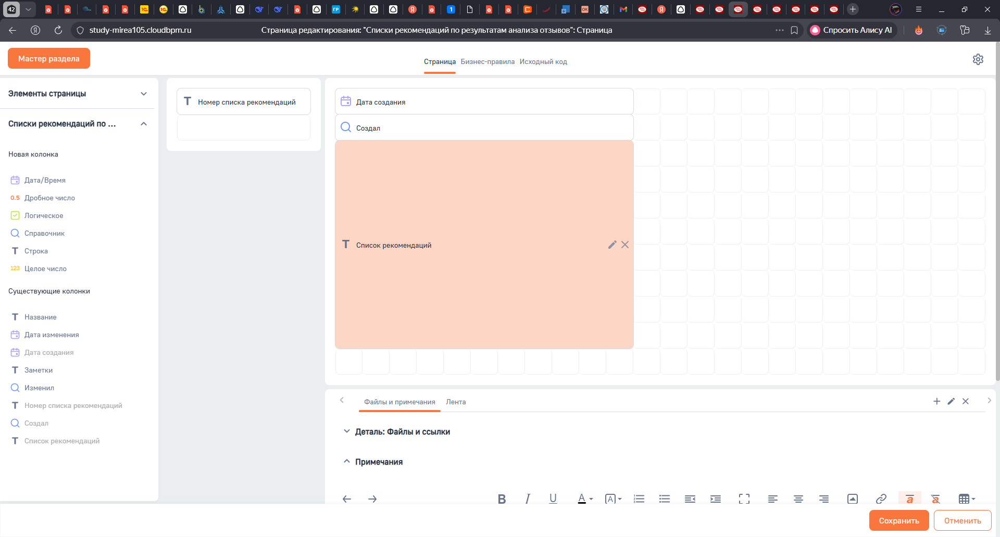 42
ГР
1
OK
study-mirea105.cloudbpm.ru
Страница редактирования: "Списки рекомендаций по результатам анализа отзывов": Страница
Спросить Алису AI
Мастер раздела
Страница
Бизнес-правила
Исходный код
Элементы страницы
Списки рекомендаций по ...
Новая колонка
Дата/Время
0.5 Дробное число
Логическое
Справочник
Строка
123 Целое число
Существующие колонки
Название
Дата изменения
Дата создания
Заметки
Изменил
Номер списка рекомендаций
Создал
Список рекомендаций
Номер списка рекомендаций
Дата создания
Создал
Список рекомендаций
Файлы и примечания
Лента
Деталь: Файлы и ссылки
Примечания
Сохранить
Отменить